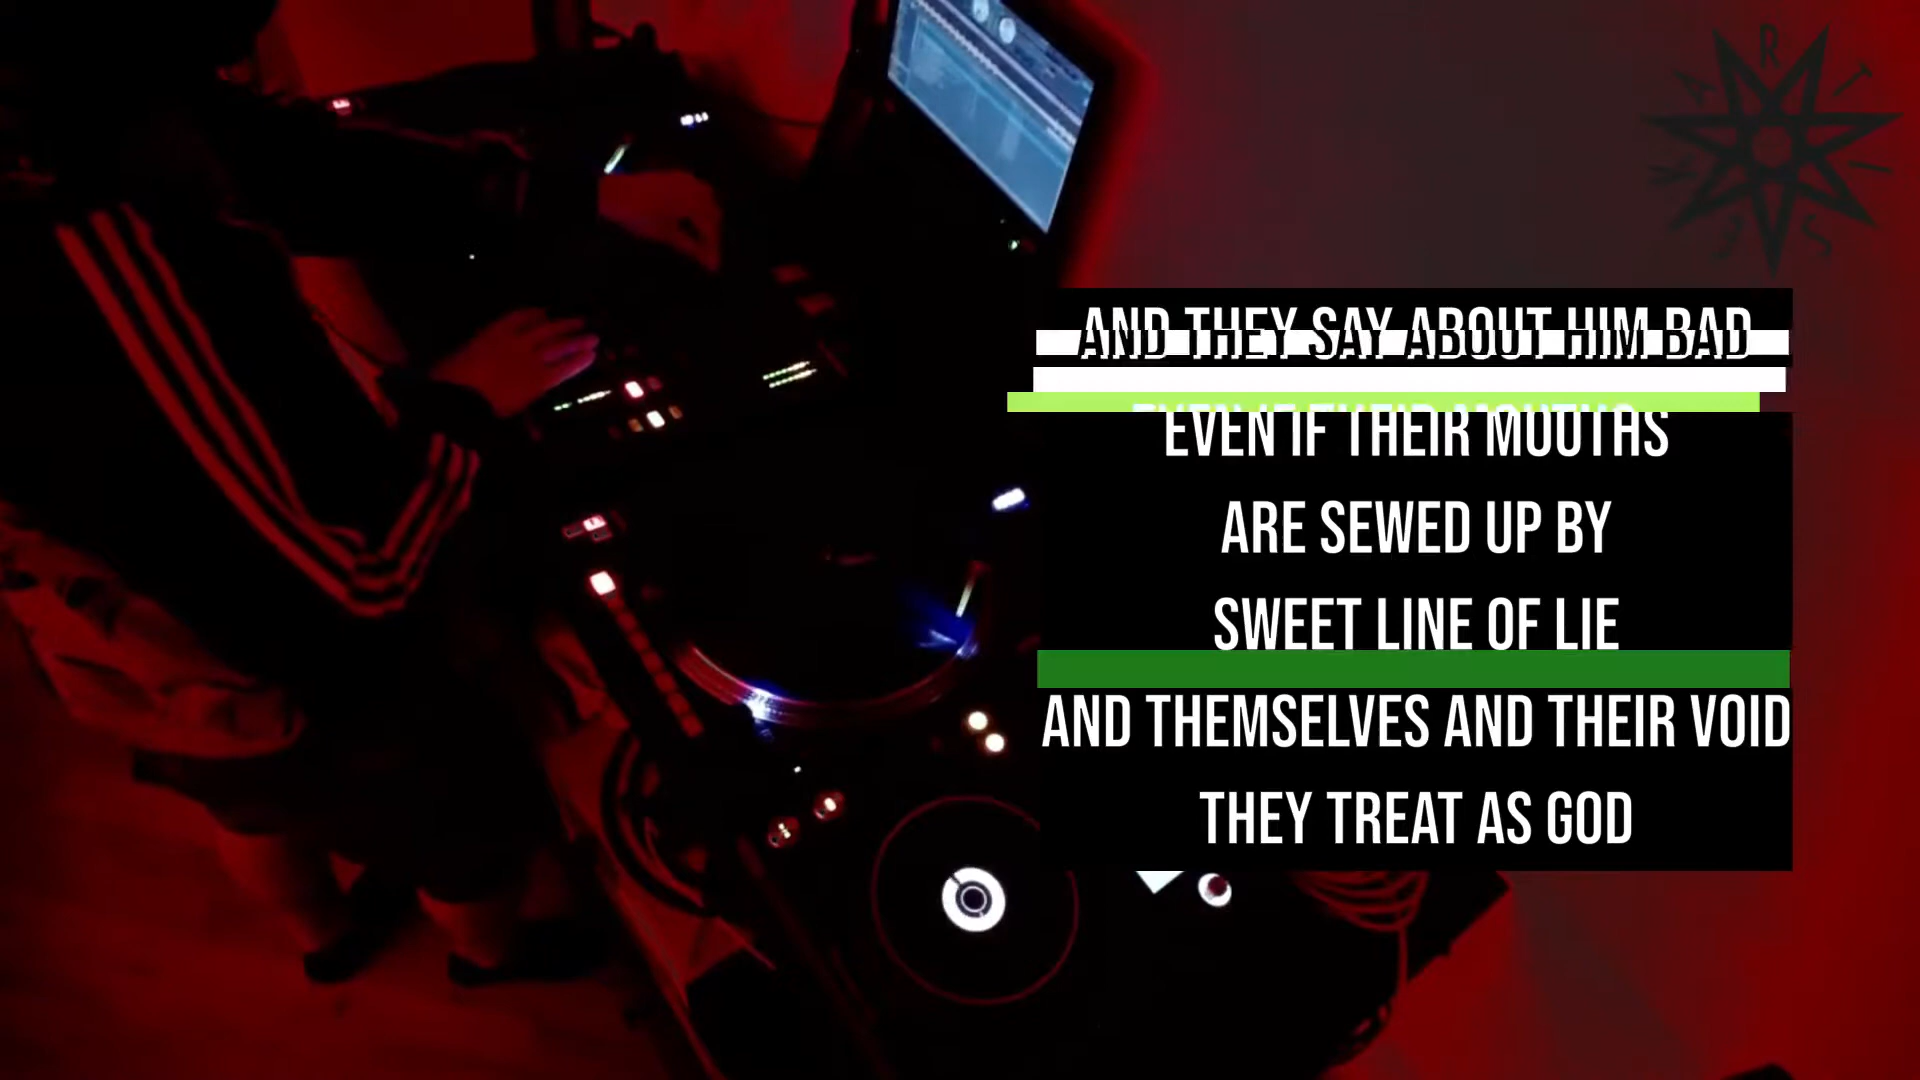 AND THEY SAY ABOUT HIM BAD
EVEN IF THEIR MOUTHS
ARE SEWED UP BY
SWEET LINE OF LIE
AND THEMSELVES AND THEIR VOID
THEY TREAT AS GOD